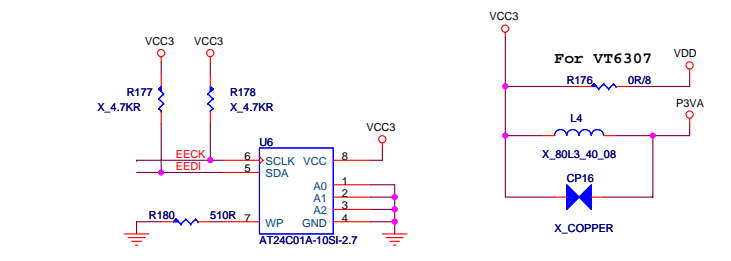 VCC3 VCC3
R177 R178
X_4.7KR X_4.7KR
VCC3
U6
EECK 6 SCLK VCC 8
EEDI 5 SDA
A0 1
A1 2
A2 3
R180 510R 7 WP GND 4
AT24C01A-10SI-2.7
VCC3
For VT6307 VDD
R176 0R/8
P3VA
L4
X_80L3_40_08
CP16
X_COPPER